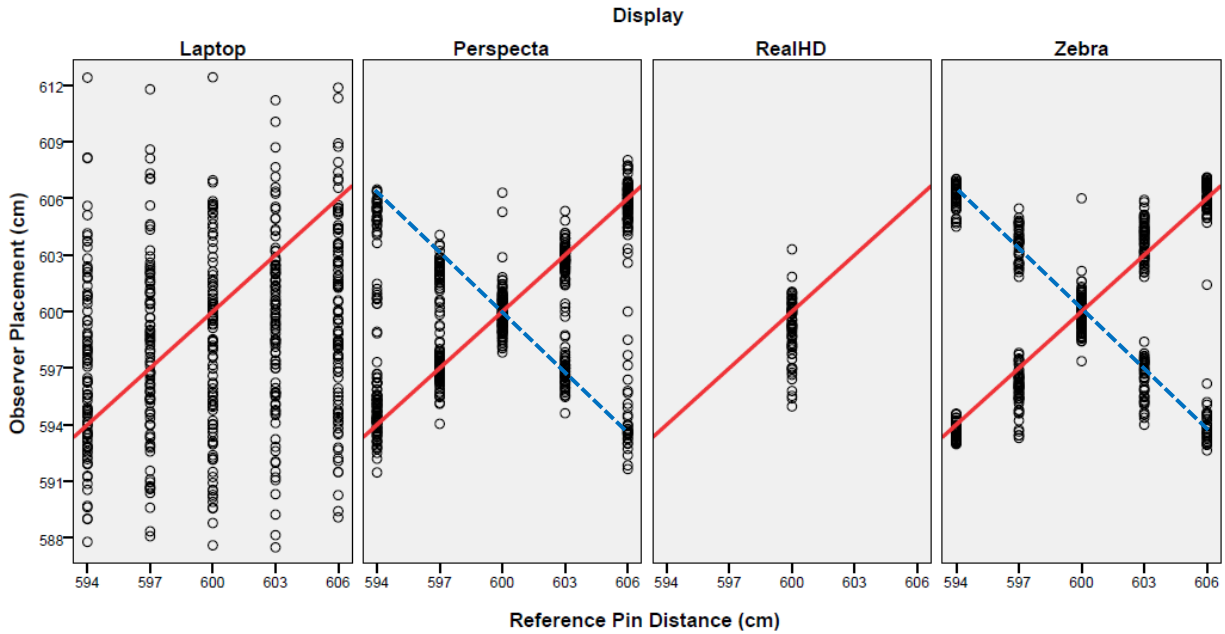 Display
Laptop Perspecta RealHD Zebra
612
609
606
603
600
597
594
591
588
Observer Placement (cm)
594 597 600 603 606 594 597 600 603 606 594 597 600 603 606 594 597 600 603 606
Reference Pin Distance (cm)